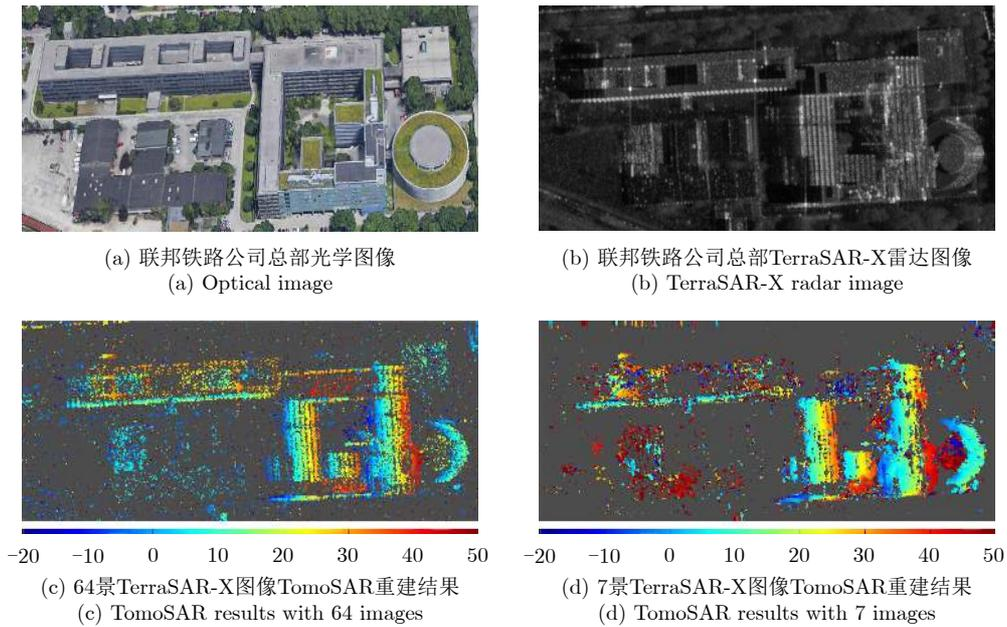 (a) 联邦铁路公司总部光学图像
(a) Optical image
(b) 联邦铁路公司总部TerraSAR-X雷达图像
(b) TerraSAR-X radar image
−20 −10 0 10 20 30 40 50
−20 −10 0 10 20 30 40 50
(c) 64景TerraSAR-X图像TomoSAR重建结果
(c) TomoSAR results with 64 images
(d) 7景TerraSAR-X图像TomoSAR重建结果
(d) TomoSAR results with 7 images